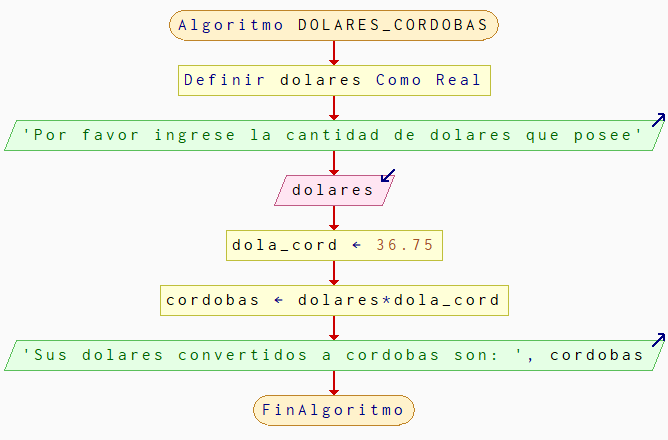 Algoritmo DOLARES_CORDOBAS
Definir dolares Como Real
'Por favor ingrese la cantidad de dolares que posee'
dolares
dola_cord ← 36.75
cordobas ← dolares*dola_cord
'Sus dolares convertidos a cordobas son: ', cordobas
FinAlgoritmo